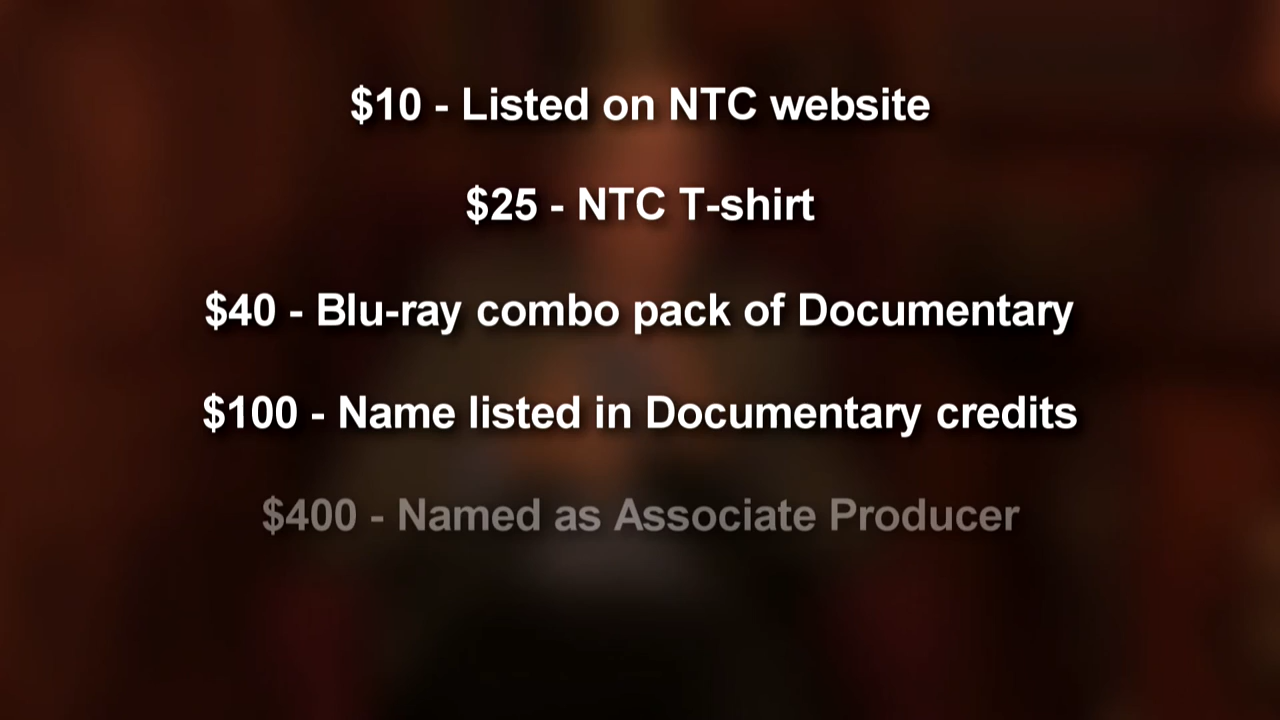 $10 - Listed on NTC website
$25 - NTC T-shirt
$40 - Blu-ray combo pack of Documentary
$100 - Name listed in Documentary credits
$400 - Named as Associate Producer